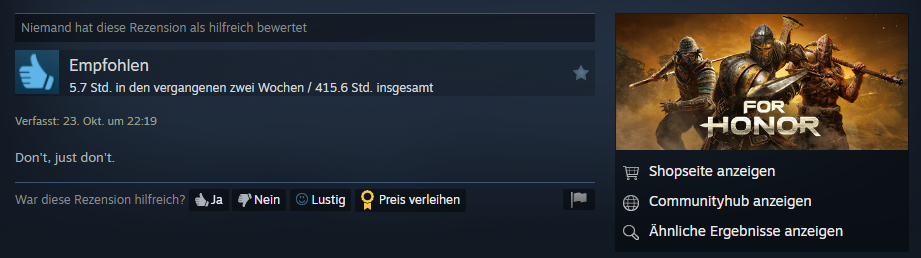 Niemand hat diese Rezension als hilfreich bewertet
Empfohlen
5.7 Std. in den vergangenen zwei Wochen / 415.6 Std. insgesamt
Verfasst: 23. Okt. um 22:19
Don't, just don't.
War diese Rezension hilfreich? Ja Nein Lustig Preis verleihen
FOR
HONOR
Shopseite anzeigen
Communityhub anzeigen
Ähnliche Ergebnisse anzeigen